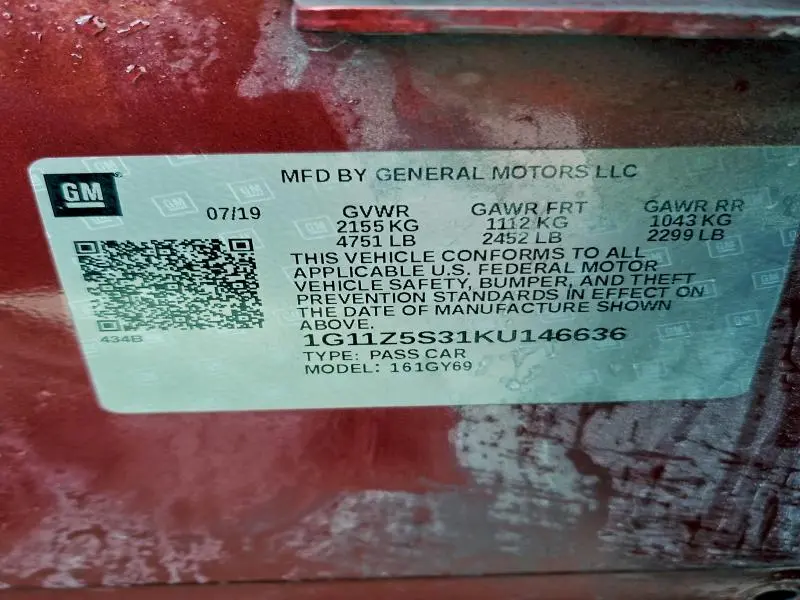 GM
MFD BY GENERAL MOTORS LLC
07/19
GVWR GAWR FRT GAWR RR
2155 KG 1112 KG 1043 KG
4751 LB 2452 LB 2299 LB
THIS VEHICLE CONFORMS TO ALL
APPLICABLE U.S. FEDERAL MOTOR
VEHICLE SAFETY, BUMPER, AND THEFT
PREVENTION STANDARDS IN EFFECT ON
THE DATE OF MANUFACTURE SHOWN
ABOVE.
434B
1G11Z5S31KU146636
TYPE: PASS CAR
MODEL: 161GY69